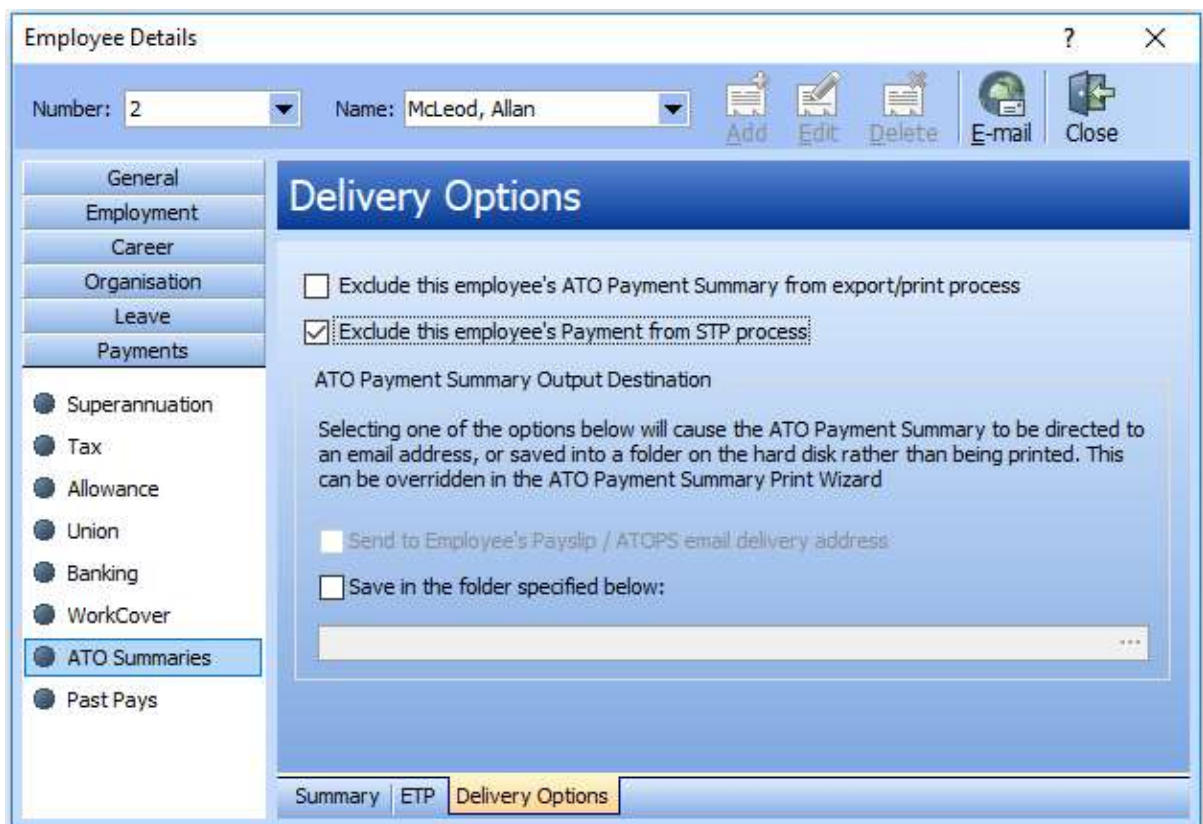 Employee Details
?
Number: 2
Name: McLeod, Allan
Add
Edit
Delete
E-mail
Close
General
Employment
Career
Organisation
Leave
Payments
Superannuation
Tax
Allowance
Union
Banking
WorkCover
ATO Summaries
Past Pays
Delivery Options
Exclude this employee's ATO Payment Summary from export/print process
Exclude this employee's Payment from STP process
ATO Payment Summary Output Destination
Selecting one of the options below will cause the ATO Payment Summary to be directed to
an email address, or saved into a folder on the hard disk rather than being printed. This
can be overridden in the ATO Payment Summary Print Wizard
Send to Employee's Payslip / ATOPS email delivery address
Save in the folder specified below:
...
Summary
ETP
Delivery Options